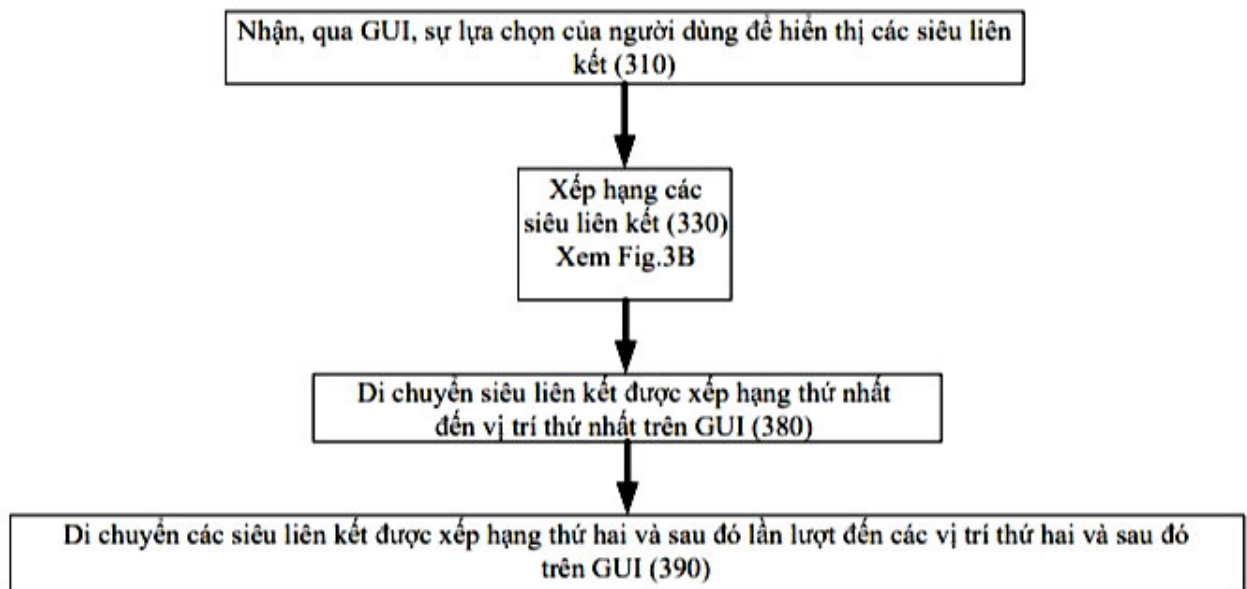 Nhận, qua GUI, sự lựa chọn của người dùng để hiển thị các siêu liên
kết (310)
Xếp hạng các
siêu liên kết (330)
Xem Fig.3B
Di chuyển siêu liên kết được xếp hạng thứ nhất
đến vị trí thứ nhất trên GUI (380)
Di chuyển các siêu liên kết được xếp hạng thứ hai và sau đó lần lượt đến các vị trí thứ hai và sau đó
trên GUI (390)